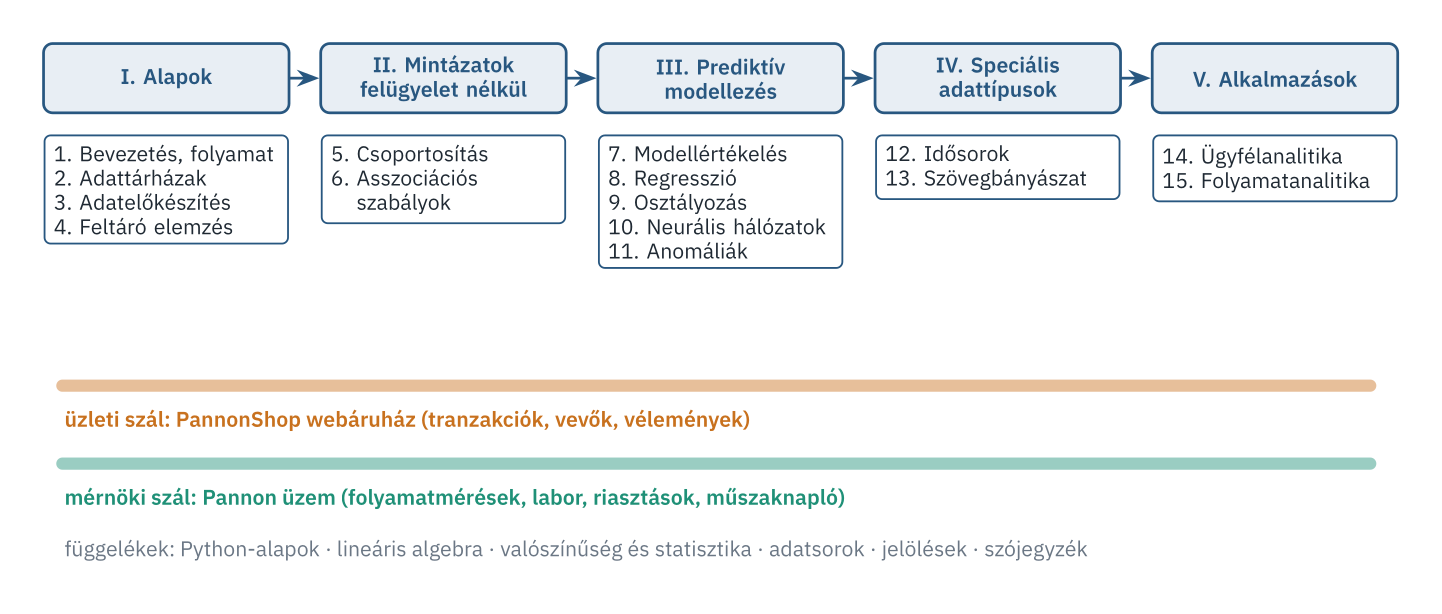 I. Alapok
1. Bevezetés, folyamat
2. Adattárházak
3. Adatelőkészítés
4. Feltáró elemzés
II. Mintázatok
felügyelet nélkül
5. Csoportosítás
6. Asszociációs
szabályok
III. Prediktív
modellezés
7. Modellértékelés
8. Regresszió
9. Osztályozás
10. Neurális hálózatok
11. Anomáliák
IV. Speciális
adattípusok
12. Idősorok
13. Szövegbányászat
V. Alkalmazások
14. Ügyfélanalitika
15. Folyamatanalitika
üzleti szál: PannonShop webáruház (tranzakciók, vevők, vélemények)
mérnöki szál: Pannon üzem (folyamatmérések, labor, riasztások, műszaknapló)
függelékek: Python-alapok · lineáris algebra · valószínűség és statisztika · adatsorok · jelölések · szójegyzék